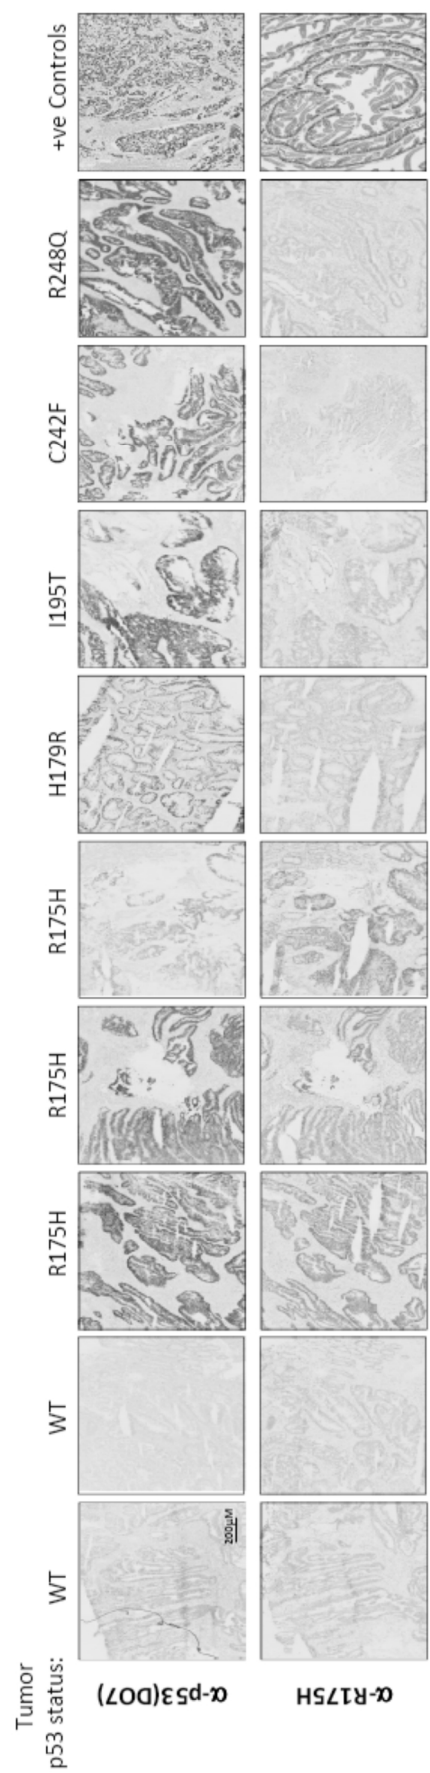 Tumor
p53 status: WT WT R175H R175H R175H H179R I195T C242F R248Q +ve Controls
α-p53(DO7)
200µM
α-R175H